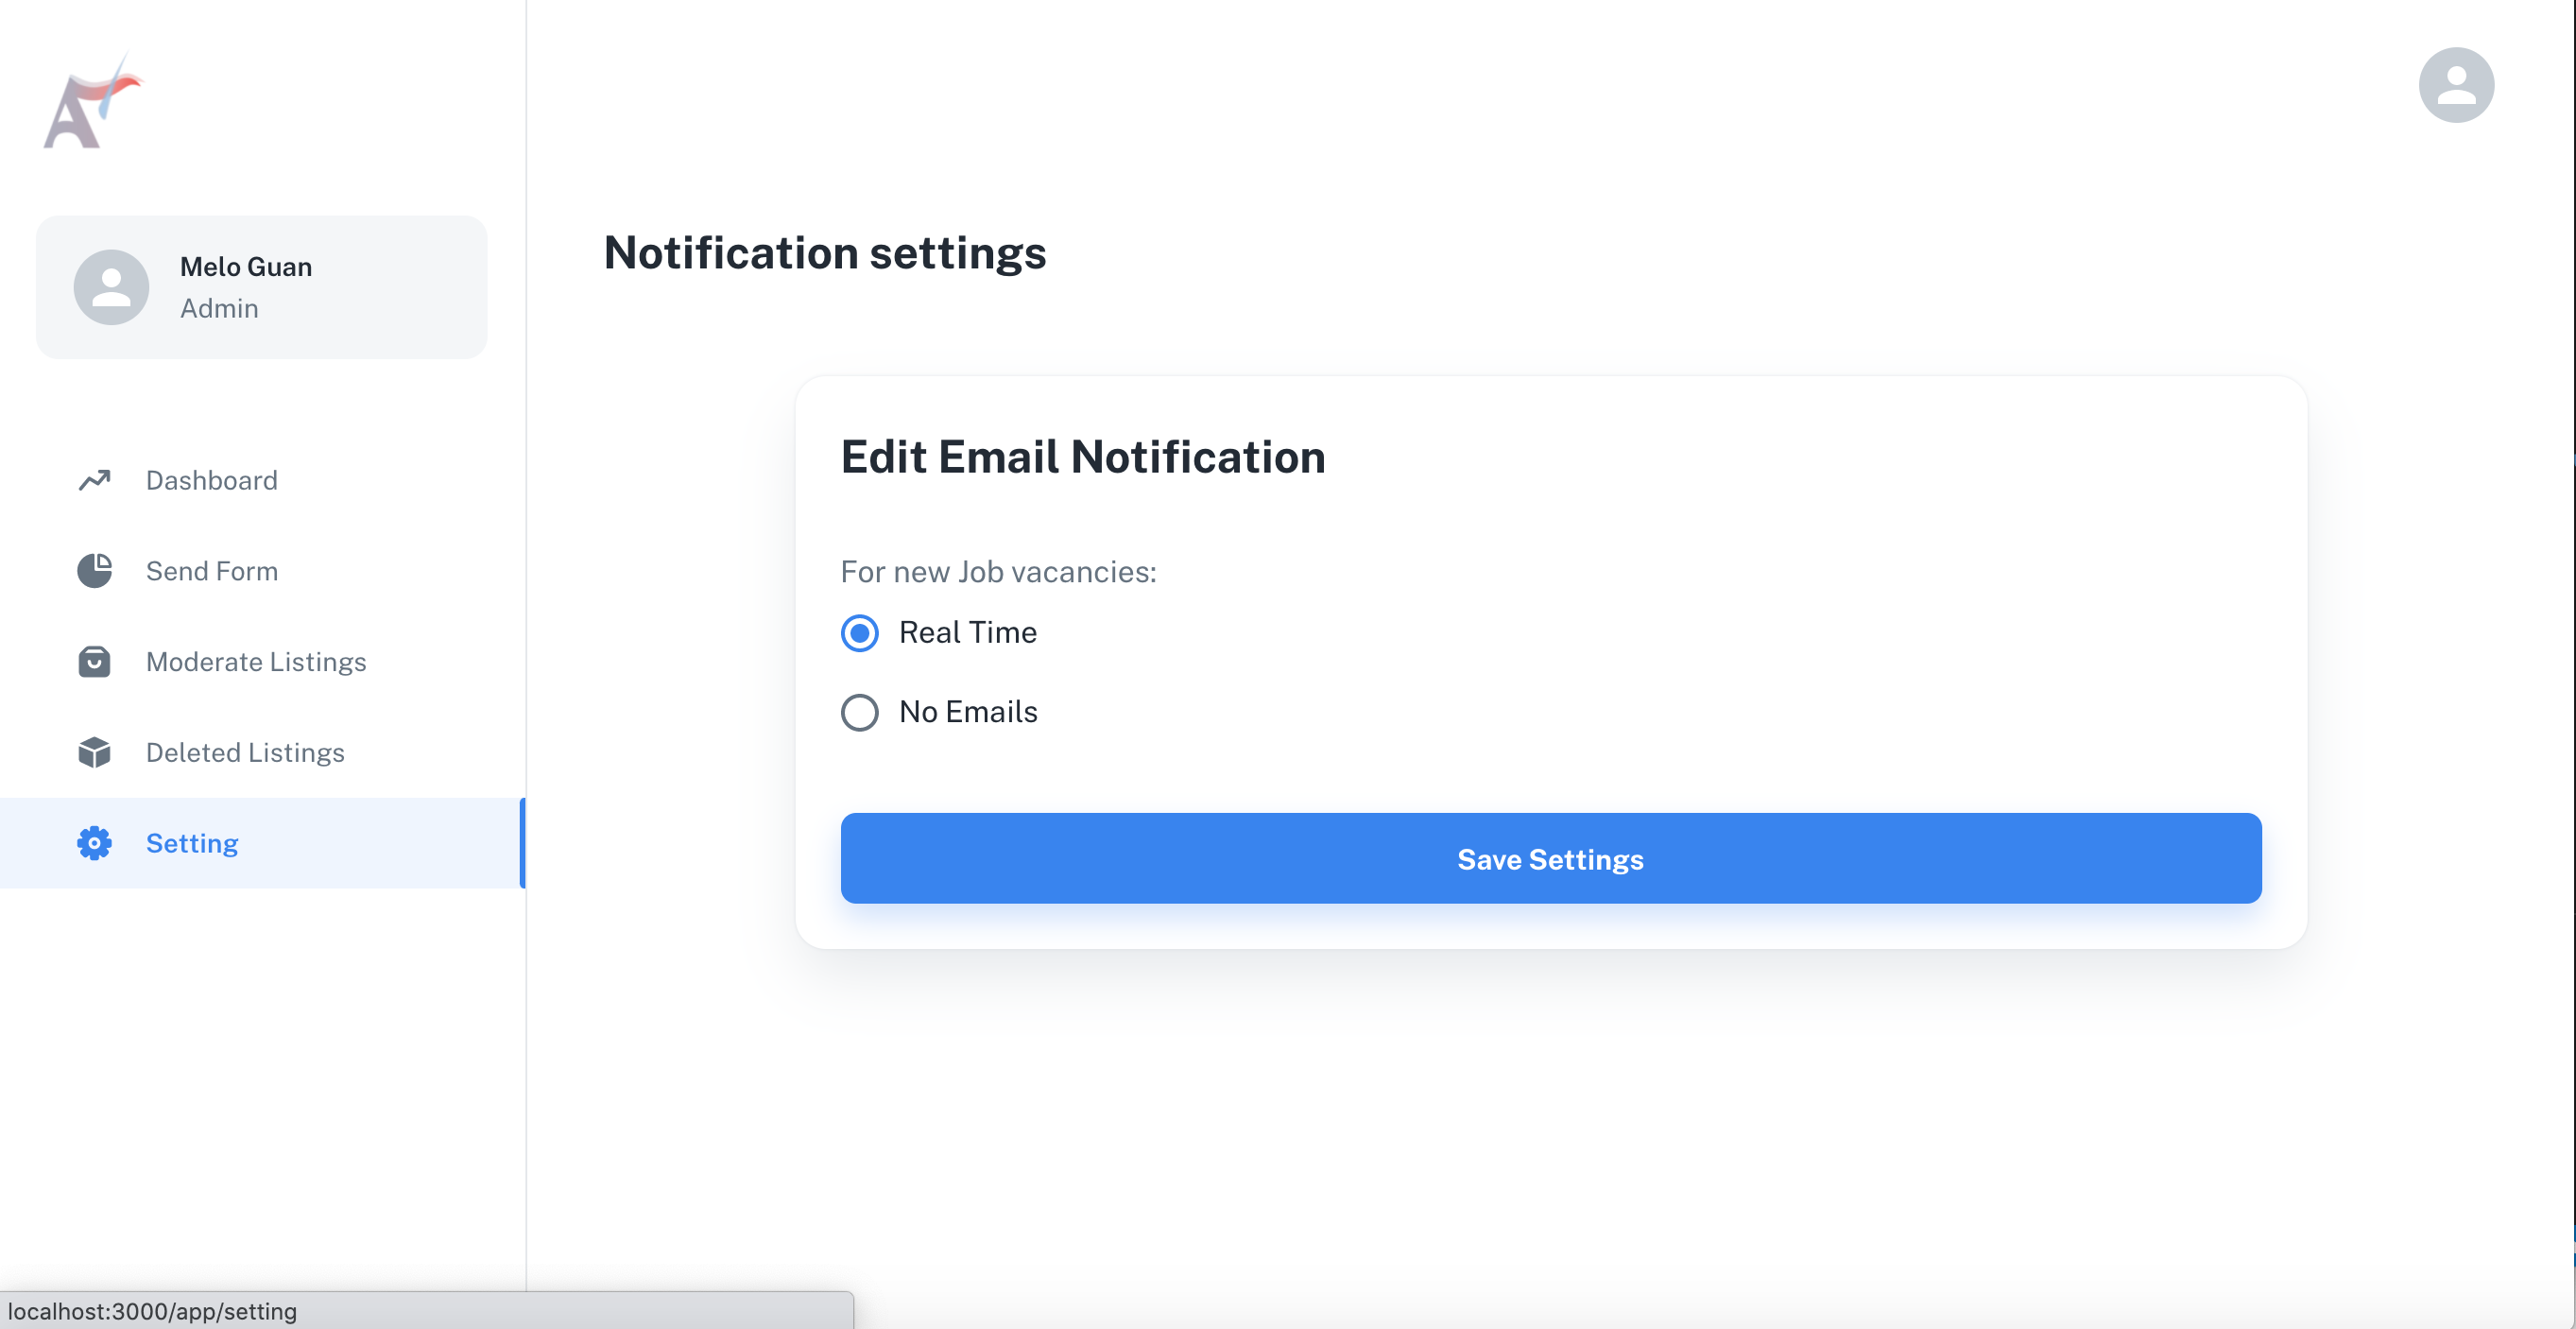 Melo Guan
Admin
Dashboard
Send Form
Moderate Listings
Deleted Listings
Setting
Notification settings
Edit Email Notification
For new Job vacancies:
Real Time
No Emails
Save Settings
localhost:3000/app/setting